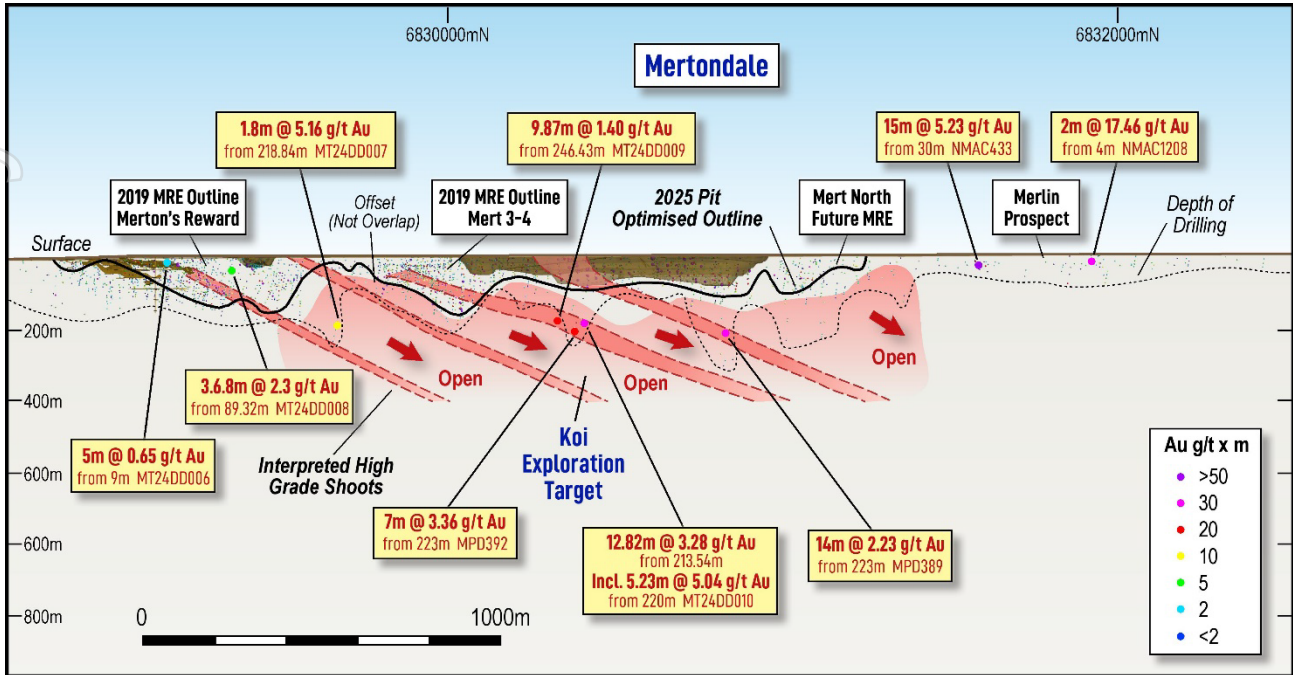 6830000mN
6832000mN
Mertondale
1.8m @ 5.16 g/t Au
from 218.84m MT24DD007
9.87m @ 1.40 g/t Au
from 246.43m MT24DD009
15m @ 5.23 g/t Au
from 30m NMAC433
2m @ 17.46 g/t Au
from 4m NMAC1208
2019 MRE Outline
Merton's Reward
Offset
(Not Overlap)
2019 MRE Outline
Mert 3-4
2025 Pit
Optimised Outline
Mert North
Future MRE
Merlin
Prospect
Depth of
Drilling
Surface
200m
400m
600m
800m
Open
Open
Open
3.6.8m @ 2.3 g/t Au
from 89.32m MT24DD008
5m @ 0.65 g/t Au
from 9m MT24DD006
Interpreted High
Grade Shoots
Koi
Exploration
Target
7m @ 3.36 g/t Au
from 223m MPD392
12.82m @ 3.28 g/t Au
from 213.54m
Incl. 5.23m @ 5.04 g/t Au
from 220m MT24DD010
14m @ 2.23 g/t Au
from 223m MPD389
0
1000m
Au g/t x m
>50
30
20
10
5
2
<2